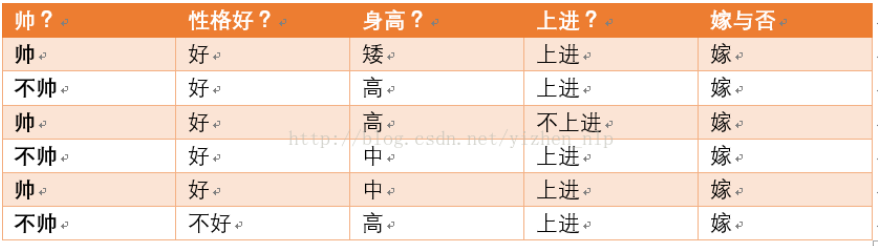 帅? 性格好? 身高? 上进? 嫁与否
帅 好 矮 上进 嫁
不帅 好 高 上进 嫁
帅 好 高 不上进 嫁
http://blog.csdn.net/yizhen_nlp
不帅 好 中 上进 嫁
帅 好 中 上进 嫁
不帅 不好 高 上进 嫁